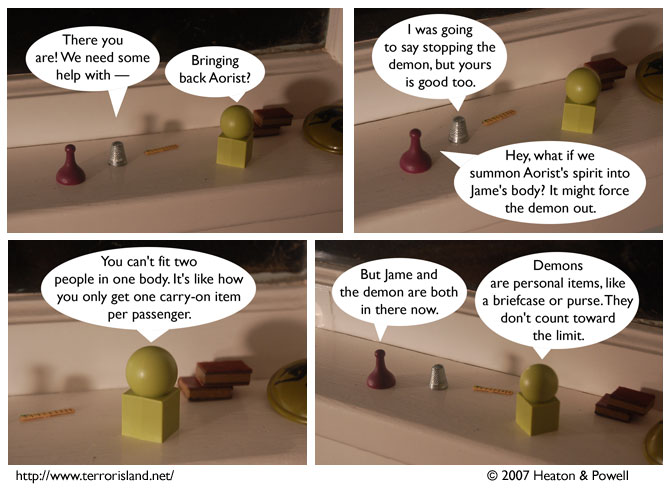 There you
are! We need some
help with —
Bringing
back Aorist?
I was going
to say stopping the
demon, but yours
is good too.
Hey, what if we
summon Aorist's spirit into
Jame's body? It might force
the demon out.
You can't fit two
people in one body. It's like how
you only get one carry-on item
per passenger.
But Jame and
the demon are both
in there now.
Demons
are personal items, like
a briefcase or purse. They
don't count toward
the limit.
http://www.terrorisland.net/
© 2007 Heaton & Powell